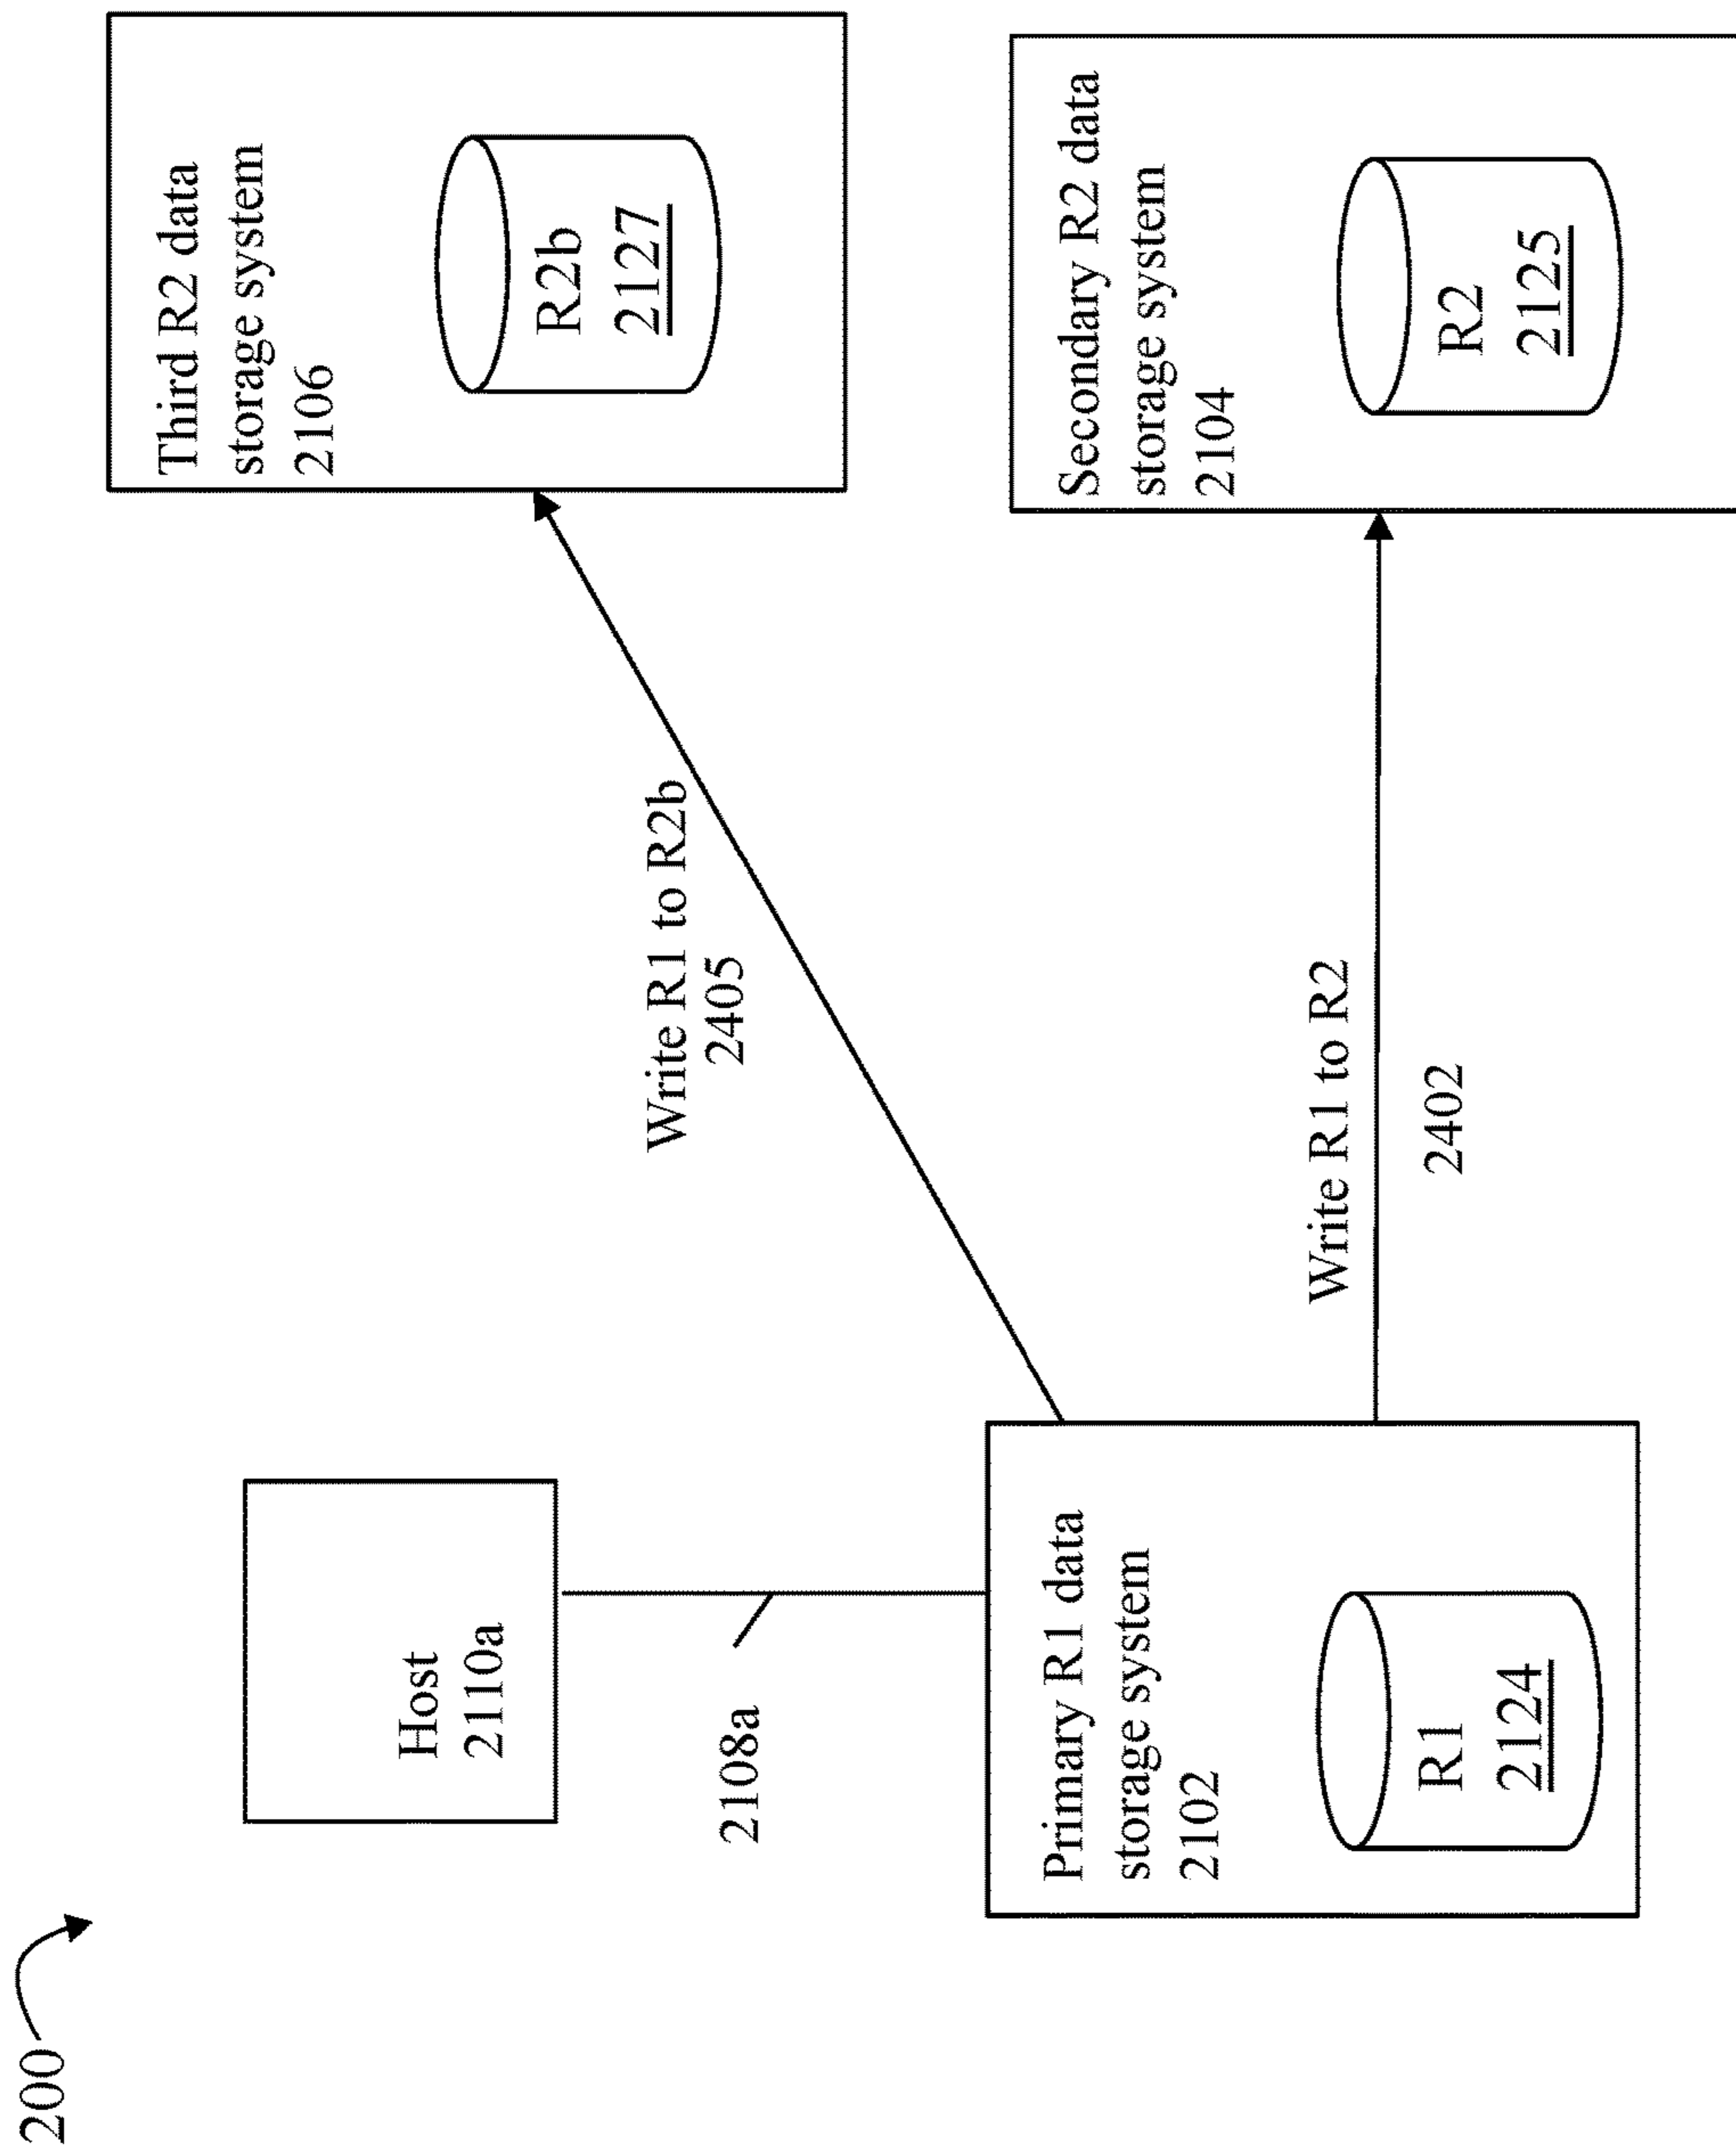 200
Host
2110a
2108a
Primary R1 data
storage system
2102
R1
2124
Write R1 to R2b
2405
Write R1 to R2
2402
Third R2 data
storage system
2106
R2b
2127
Secondary R2 data
storage system
2104
R2
2125